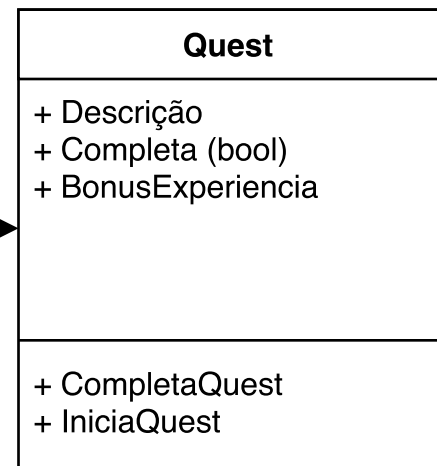 Quest
+ Descrição
+ Completa (bool)
+ BonusExperiencia
+ CompletaQuest
+ IniciaQuest